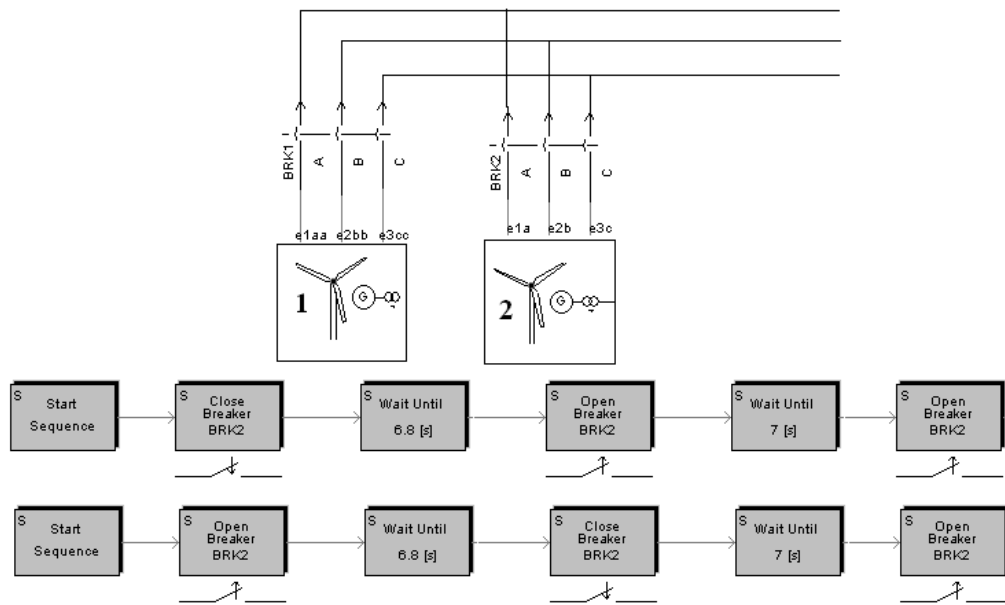 BRK1
A
B
C
BRK2
A
B
C
e1aa e2bb e3cc
e1a e2b e3c
1
G
2
G
S
Start
Sequence
S
Close
Breaker
BRK2
S
Wait Until
6.8 [s]
S
Open
Breaker
BRK2
S
Wait Until
7 [s]
S
Open
Breaker
BRK2
S
Start
Sequence
S
Open
Breaker
BRK2
S
Wait Until
6.8 [s]
S
Close
Breaker
BRK2
S
Wait Until
7 [s]
S
Open
Breaker
BRK2